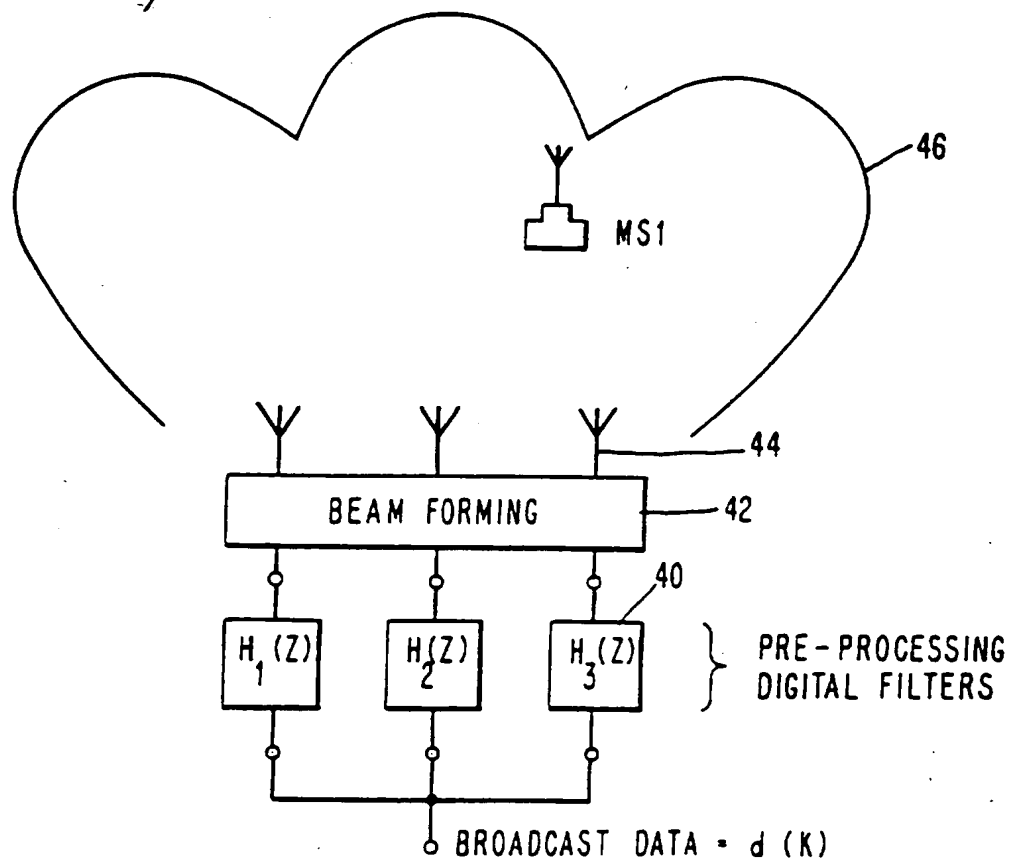 46
MS1
44
BEAM FORMING
42
40
H1(Z)
H2(Z)
H3(Z)
PRE-PROCESSING
DIGITAL FILTERS
BROADCAST DATA = d (K)